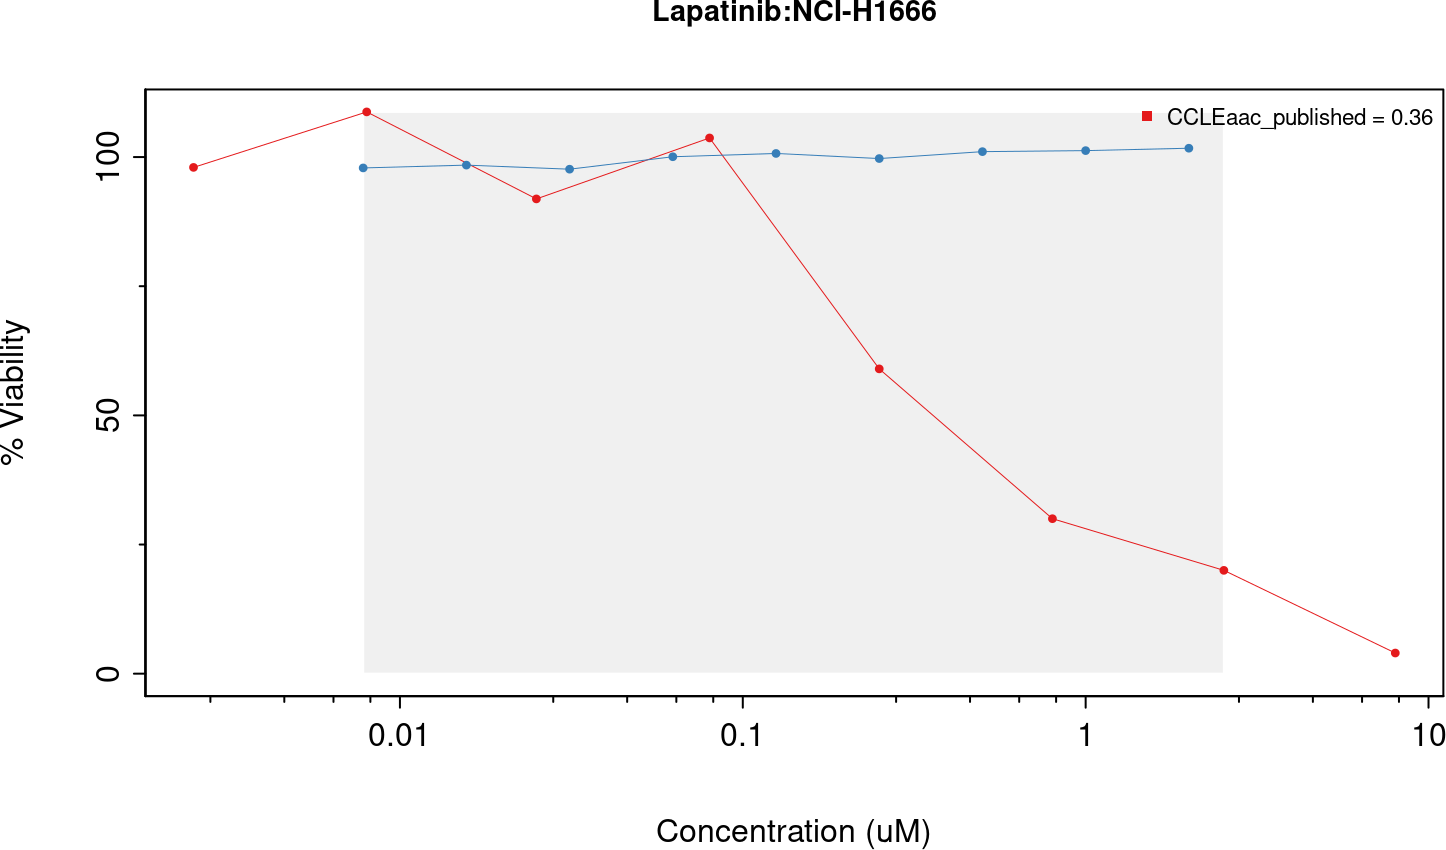 Lapatinib:NCI-H1666
CCLEaac_published = 0.36
% Viability
100
50
0
0.01
0.1
1
10
Concentration (uM)